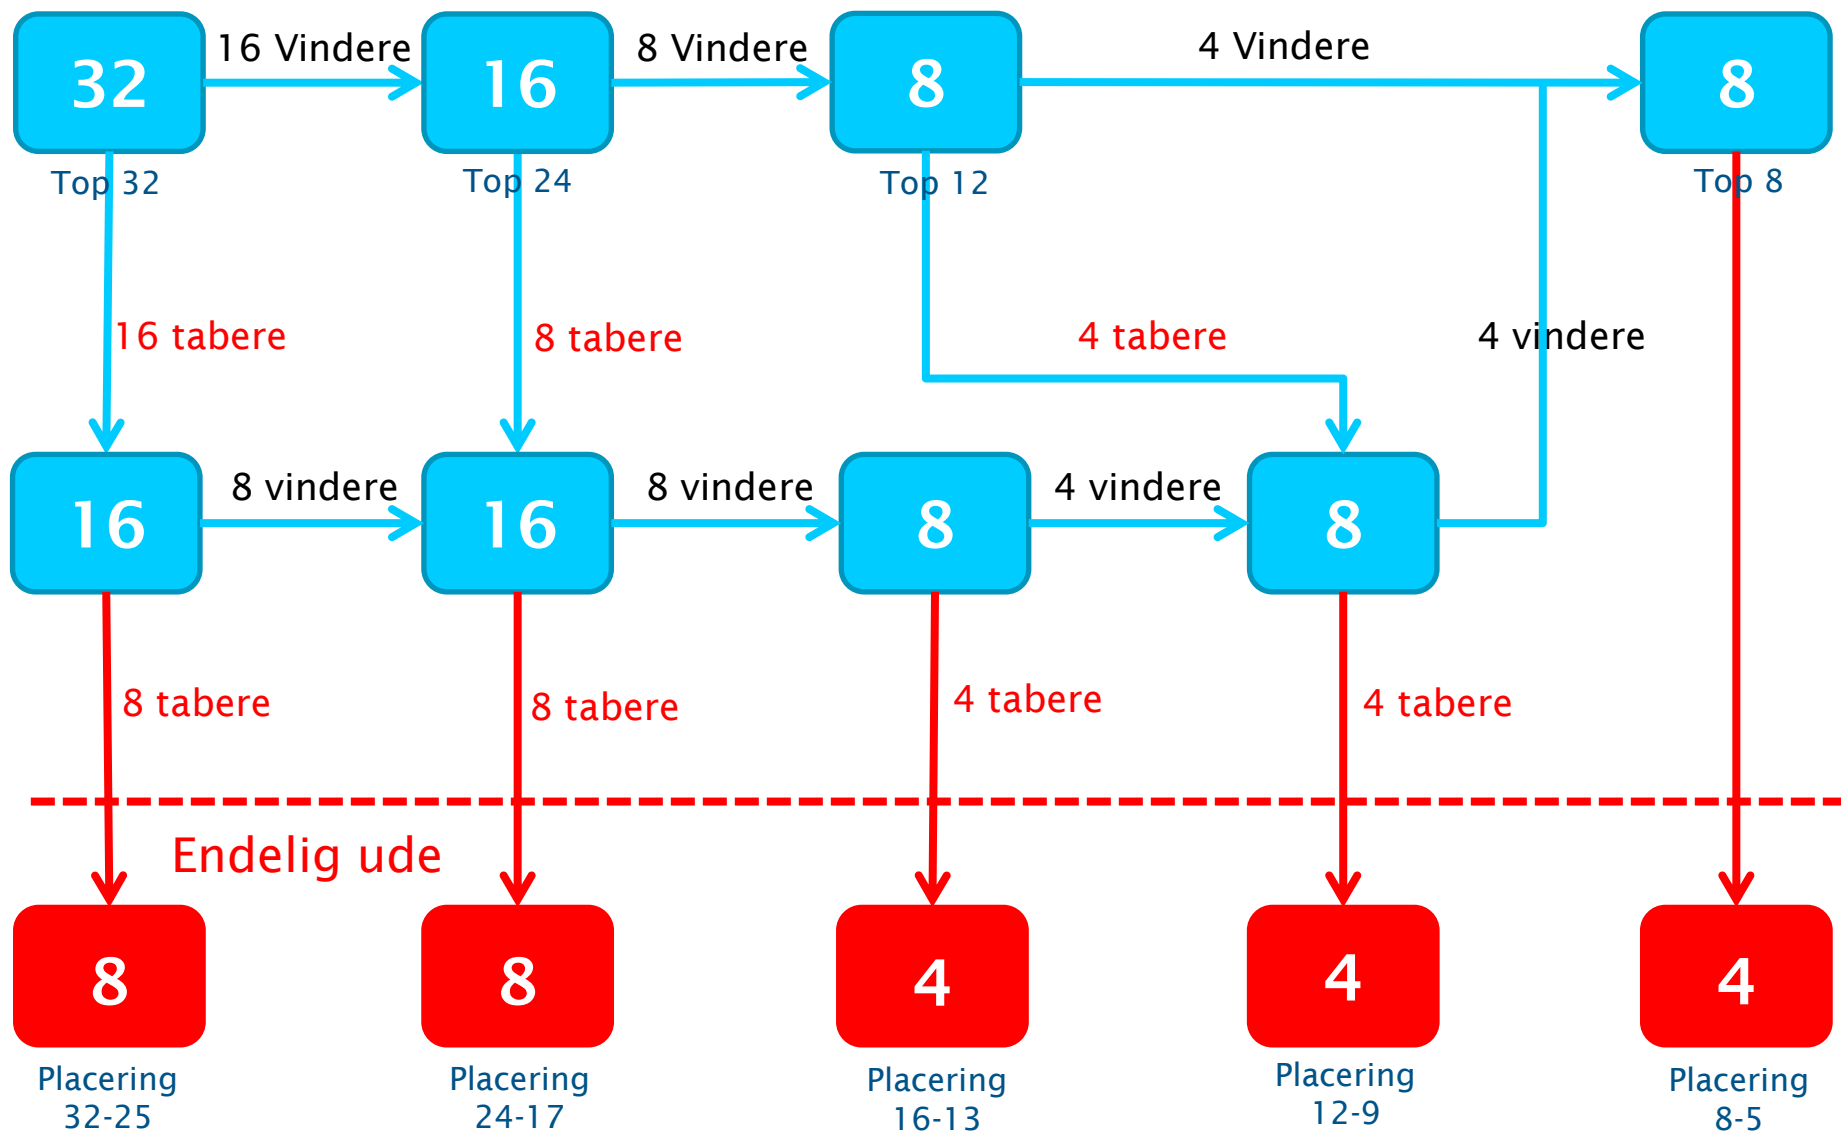 32
16 Vindere
16
8 Vindere
8
4 Vindere
8
Top 32
Top 24
Top 12
Top 8
16 tabere
8 tabere
4 tabere
4 vindere
16
8 vindere
16
8 vindere
8
4 vindere
8
8 tabere
8 tabere
4 tabere
4 tabere
Endelig ude
8
8
4
4
4
Placering
32-25
Placering
24-17
Placering
16-13
Placering
12-9
Placering
8-5